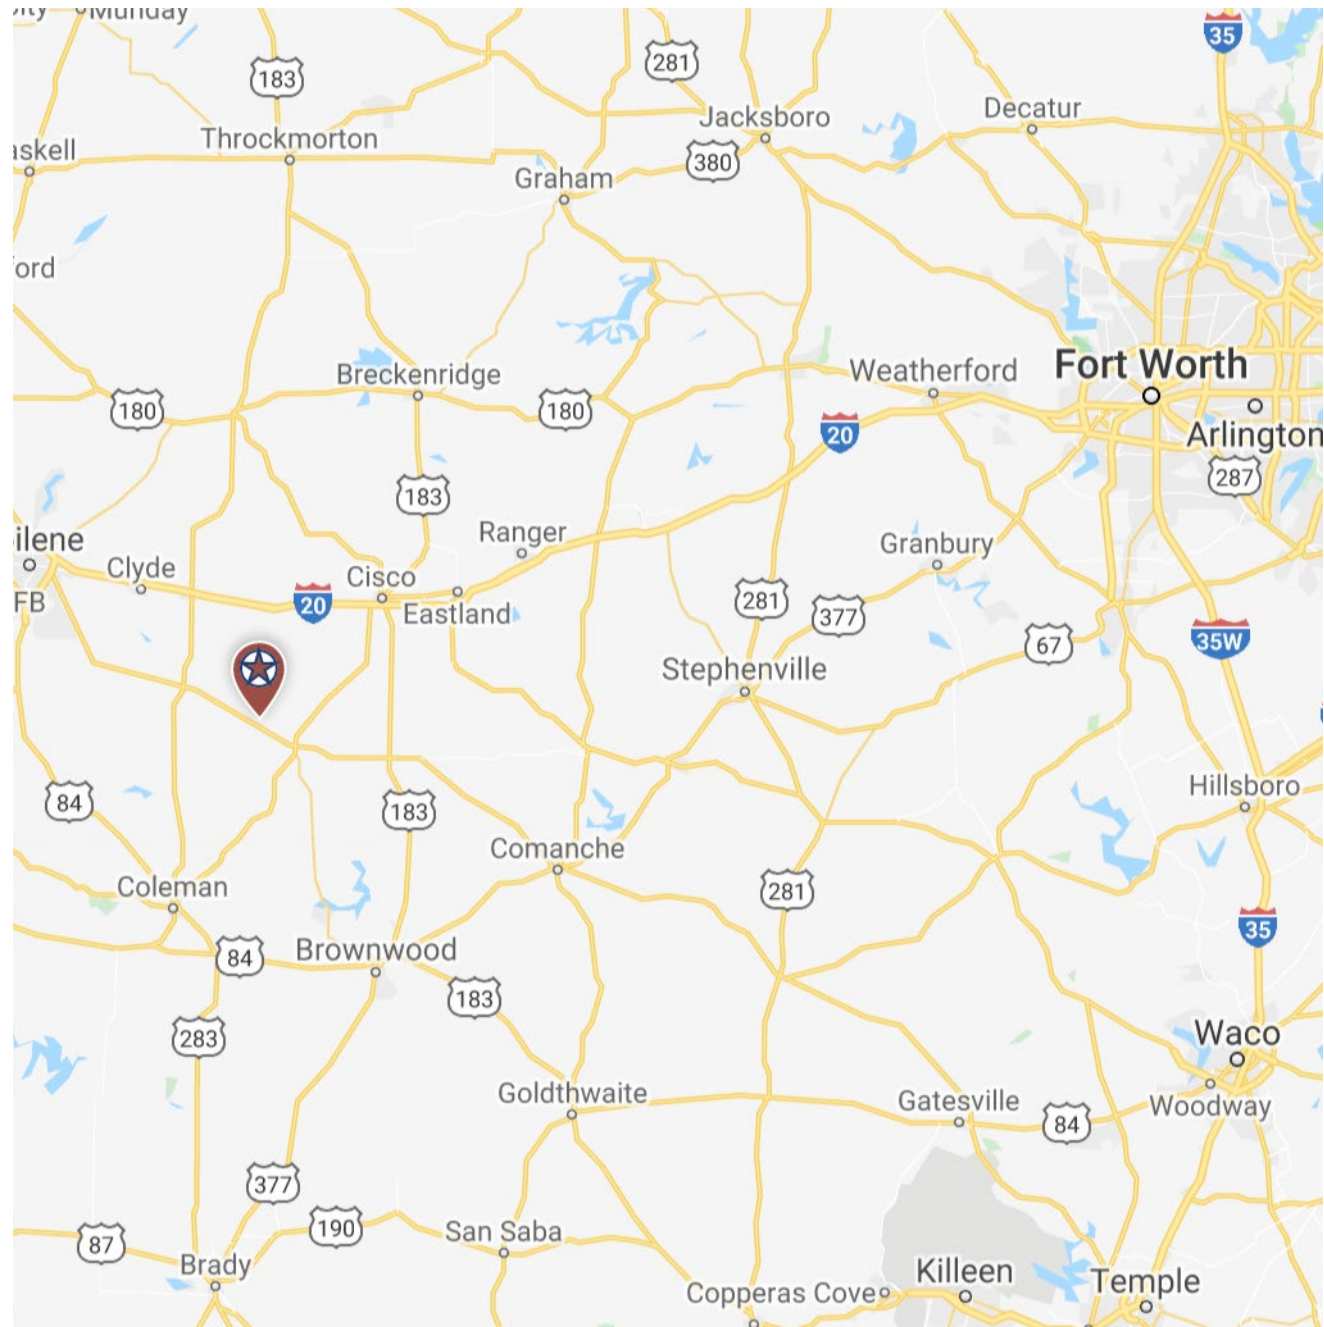 Munday
35
281
183
Decatur
Jacksboro
Throckmorton
askell
380
Graham
ord
Fort Worth
Weatherford
Breckenridge
180
180
20
Arlington
287
183
Ranger
ilene
Granbury
Clyde
Cisco
20
281
377
FB
Eastland
67
35W
Stephenville
Hillsboro
84
183
Comanche
281
Coleman
35
Brownwood
84
183
283
Waco
Goldthwaite
Gatesville
84
Woodway
377
190
San Saba
87
Brady
Killeen
Temple
Copperas Cove